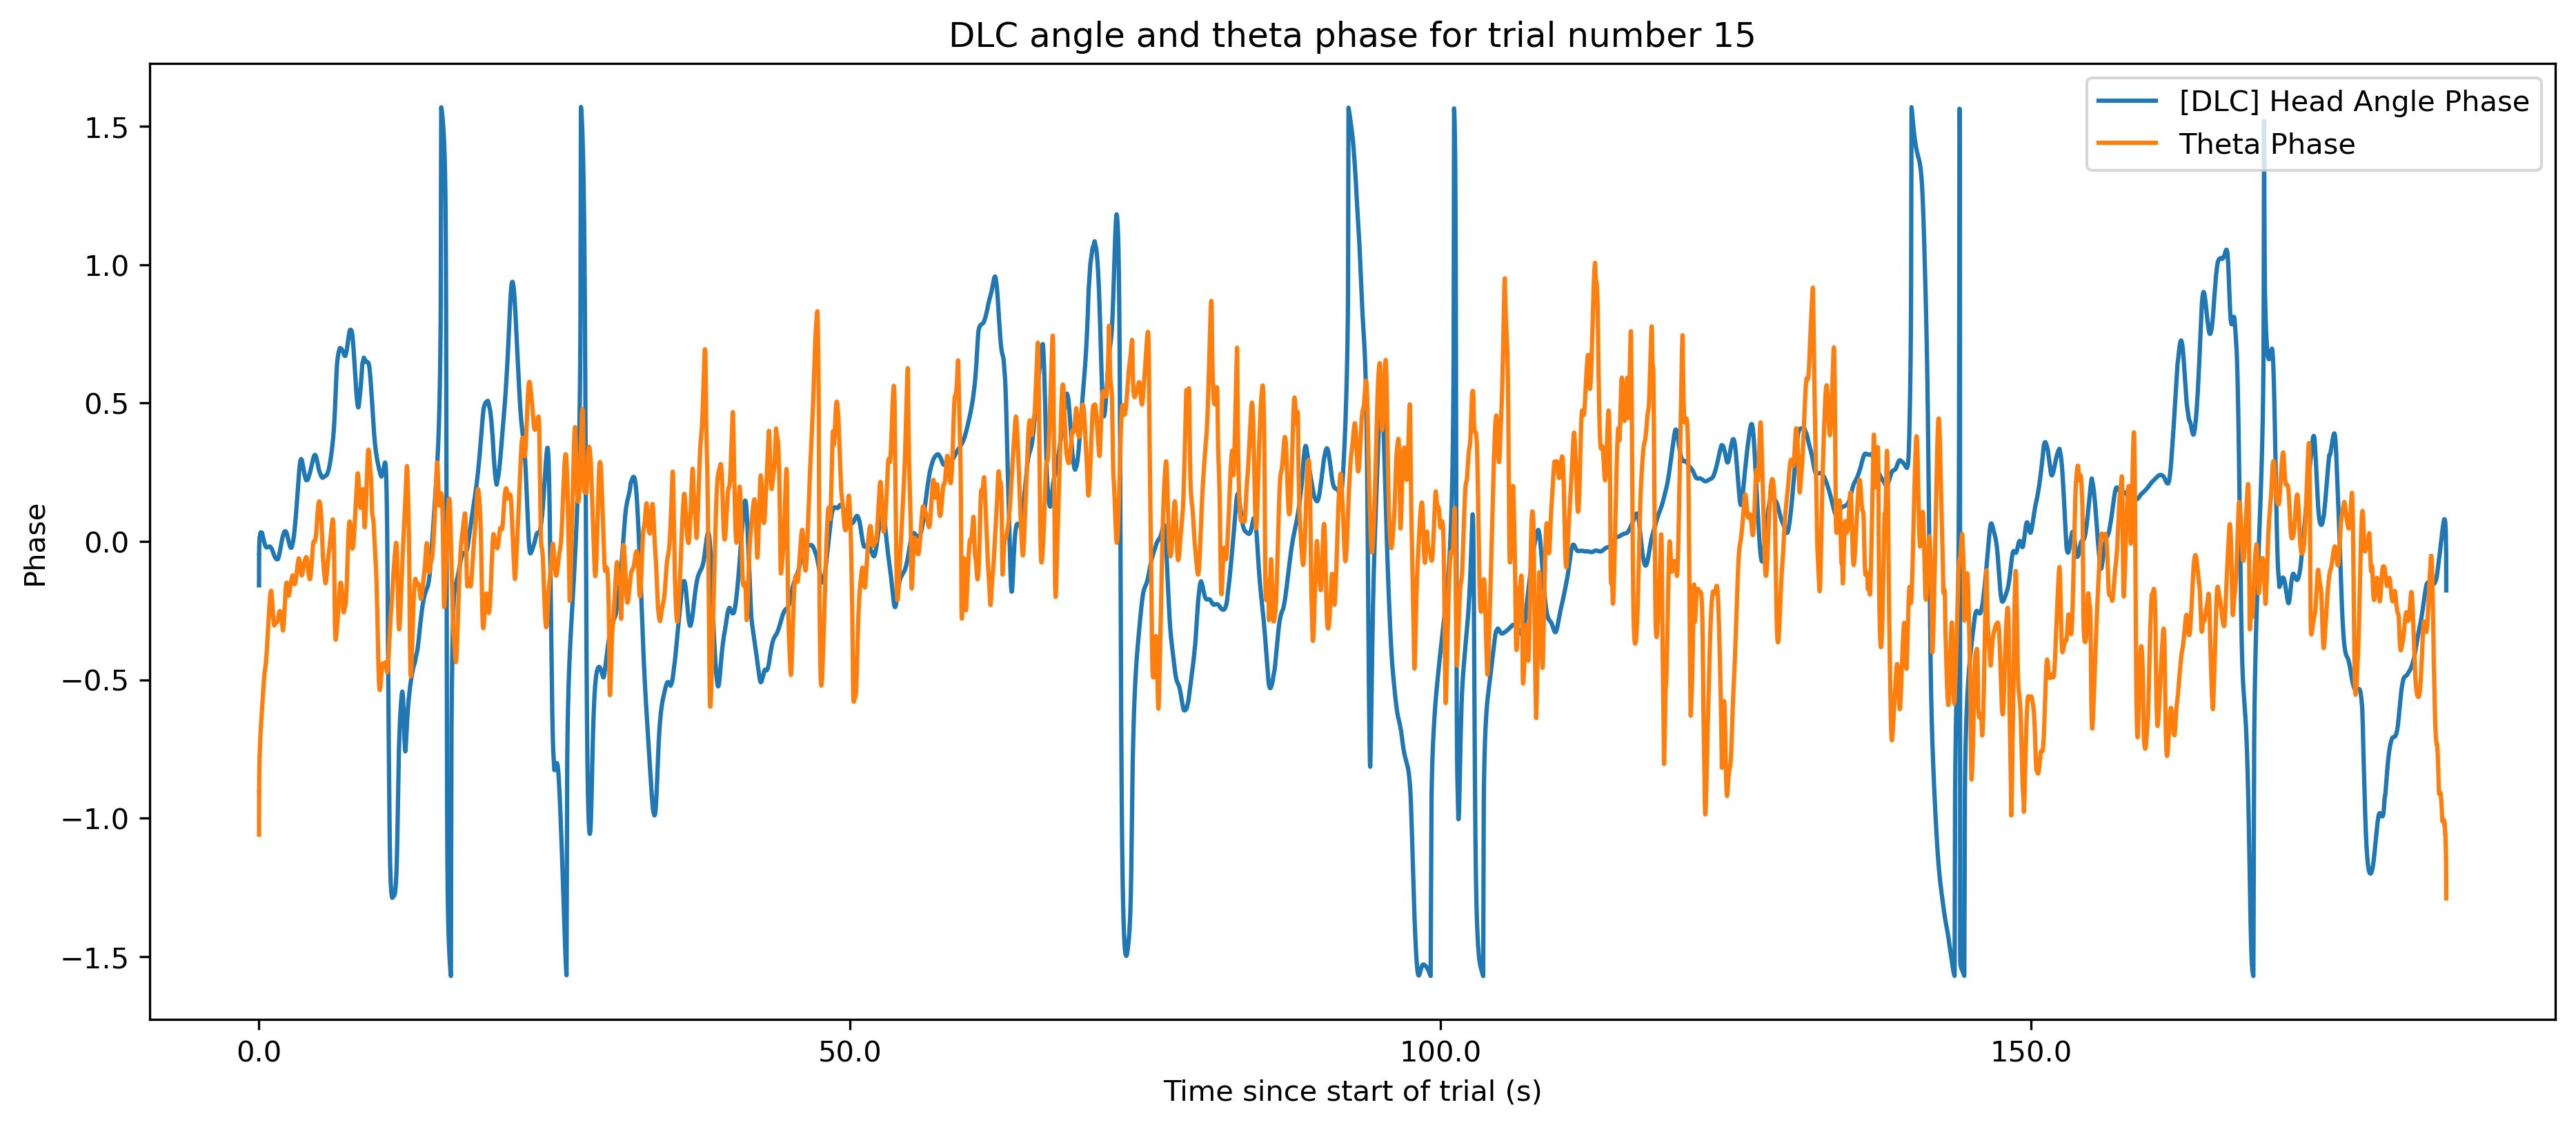 DLC angle and theta phase for trial number 15
[DLC] Head Angle Phase
Theta Phase
1.5
1.0
0.5
0.0
−0.5
−1.0
−1.5
Phase
0.0 50.0 100.0 150.0
Time since start of trial (s)